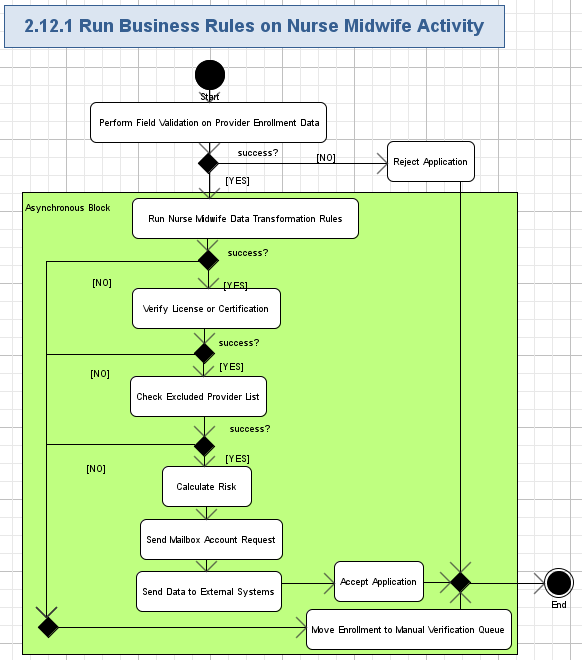 2.12.1 Run Business Rules on Nurse Midwife Activity
Start
Perform Field Validation on Provider Enrollment Data
success?
[NO]
Reject Application
[YES]
Asynchronous Block
Run Nurse Midwife Data Transformation Rules
success?
[NO]
[YES]
Verify License or Certification
success?
[NO]
[YES]
Check Excluded Provider List
success?
[NO]
[YES]
Calculate Risk
Send Mailbox Account Request
Send Data to External Systems
Accept Application
End
Move Enrollment to Manual Verification Queue